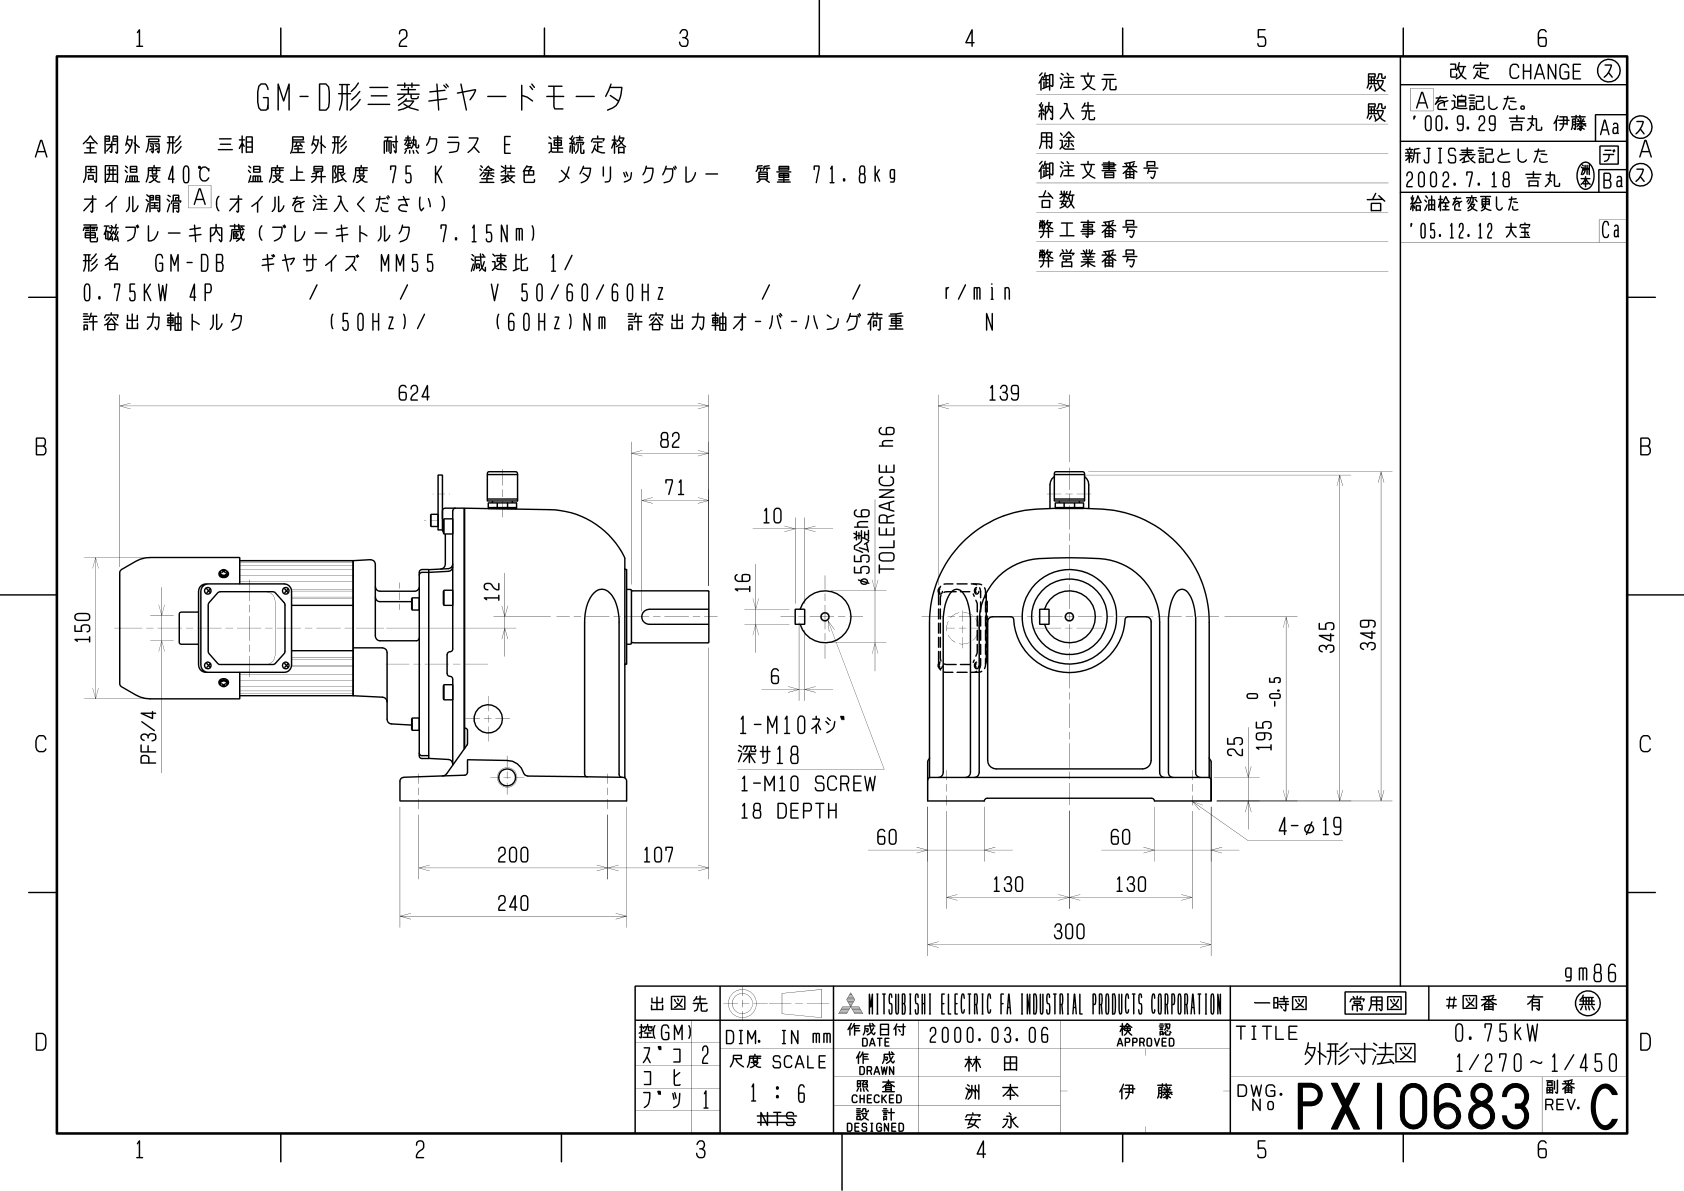 1 2 3 4 5 6
GM-D形三菱ギヤードモータ
全閉外扇形 三相 屋外形 耐熱クラス E 連続定格
周囲温度40℃ 温度上昇限度 75 K 塗装色 メタリックグレー 質量 71.8kg
オイル潤滑 A (オイルを注入ください)
電磁ブレーキ内蔵(ブレーキトルク 7.15Nm)
形名 GM-DB ギヤサイズ MM55 減速比 1/
0.75KW 4P / / V 50/60/60Hz / / r/min
許容出力軸トルク (50Hz)/ (60Hz)Nm 許容出力軸オーバーハング荷重 N
御注文元 殿
納入先 殿
用途
御注文書番号
台数 台
弊工事番号
弊営業番号
改定 CHANGE ス
Aを追記した。
'00.9.29 吉丸 伊藤 Aa ス
新JIS表記とした デ
2002.7.18 吉丸 洲本 Ba ス
給油栓を変更した
'05.12.12 大宝 Ca
A
B
C
D
A
B
C
D
624
82
71
12
150
PF3/4
200
107
240
10
16
6
φ55公差h6
TOLERANCE h6
1-M10ネジ
深サ18
1-M10 SCREW
18 DEPTH
139
345
349
25
195 0 -0.5
4-φ19
60
60
130
130
300
gm86
出図先
控(GM)
ズコ 2
コヒ
ブツ 1
DIM. IN mm
尺度 SCALE
1 : 6
NTS
MITSUBISHI ELECTRIC FA INDUSTRIAL PRODUCTS CORPORATION
作成日付 DATE 2000.03.06
作成 DRAWN 林田
照査 CHECKED 洲本
設計 DESIGNED 安永
検認 APPROVED
伊藤
一時図 常用図 #図番 有 無
TITLE
外形寸法図
0.75kW
1/270~1/450
DWG. No PX10683
副番 REV. C
1 2 3 4 5 6